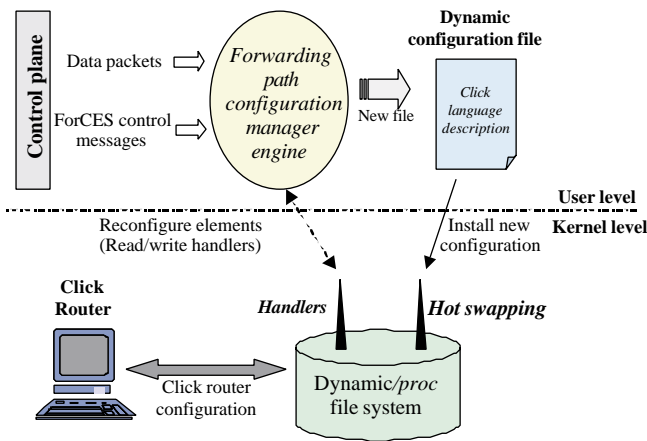 Control plane
Data packets
ForCES control
messages
Forwarding
path
configuration
manager
engine
New file
Dynamic
configuration file
Click
language
description
User level
Kernel level
Reconfigure elements
(Read/write handlers)
Install new
configuration
Click
Router
Handlers
Hot swapping
Click router
configuration
Dynamic/proc
file system